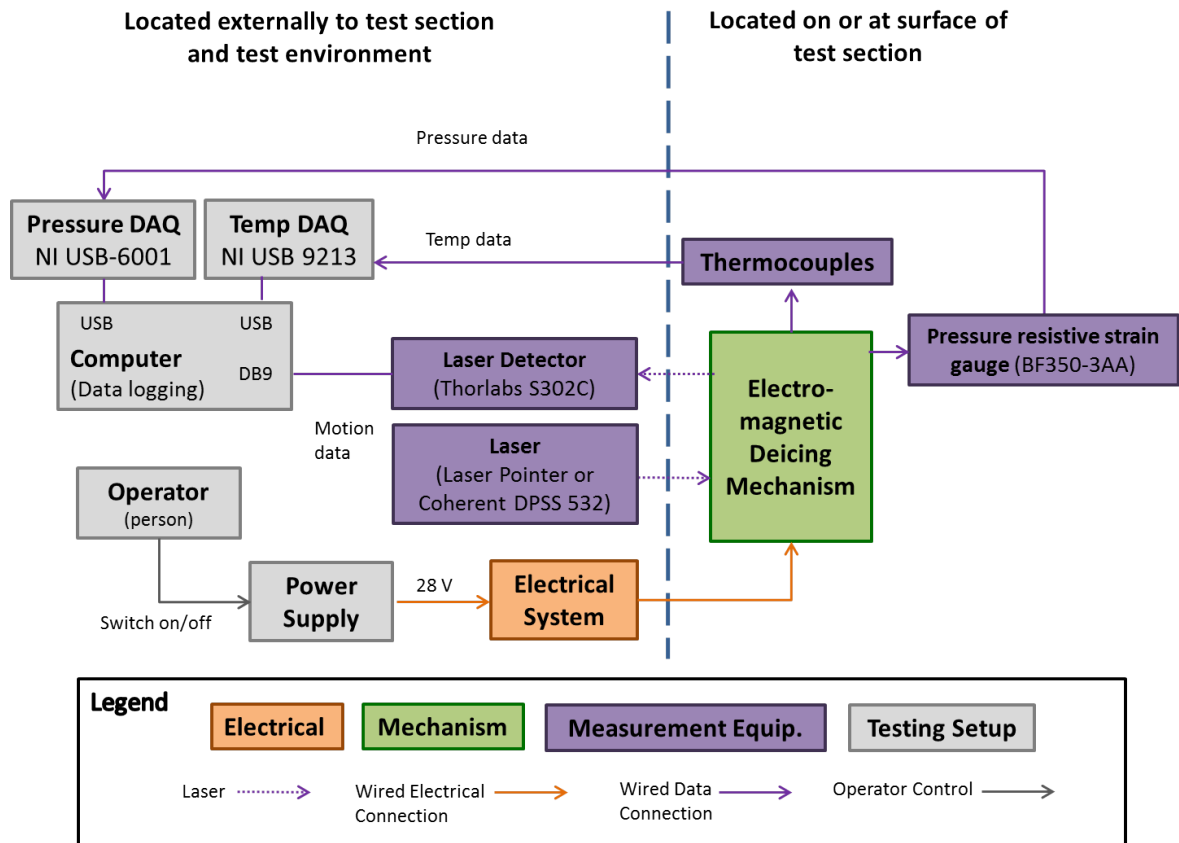 Located externally to test section
and test environment
Located on or at surface of
test section
Pressure data
Pressure DAQ
NI USB-6001
Temp DAQ
NI USB 9213
Temp data
Thermocouples
USB
USB
Computer
(Data logging)
DB9
Laser Detector
(Thorlabs S302C)
Pressure resistive strain
gauge (BF350-3AA)
Electro-
magnetic
Deicing
Mechanism
Motion
data
Laser
(Laser Pointer or
Coherent DPSS 532)
Operator
(person)
Switch on/off
Power
Supply
28 V
Electrical
System
Legend
Electrical
Mechanism
Measurement Equip.
Testing Setup
Laser
Wired Electrical
Connection
Wired Data
Connection
Operator Control